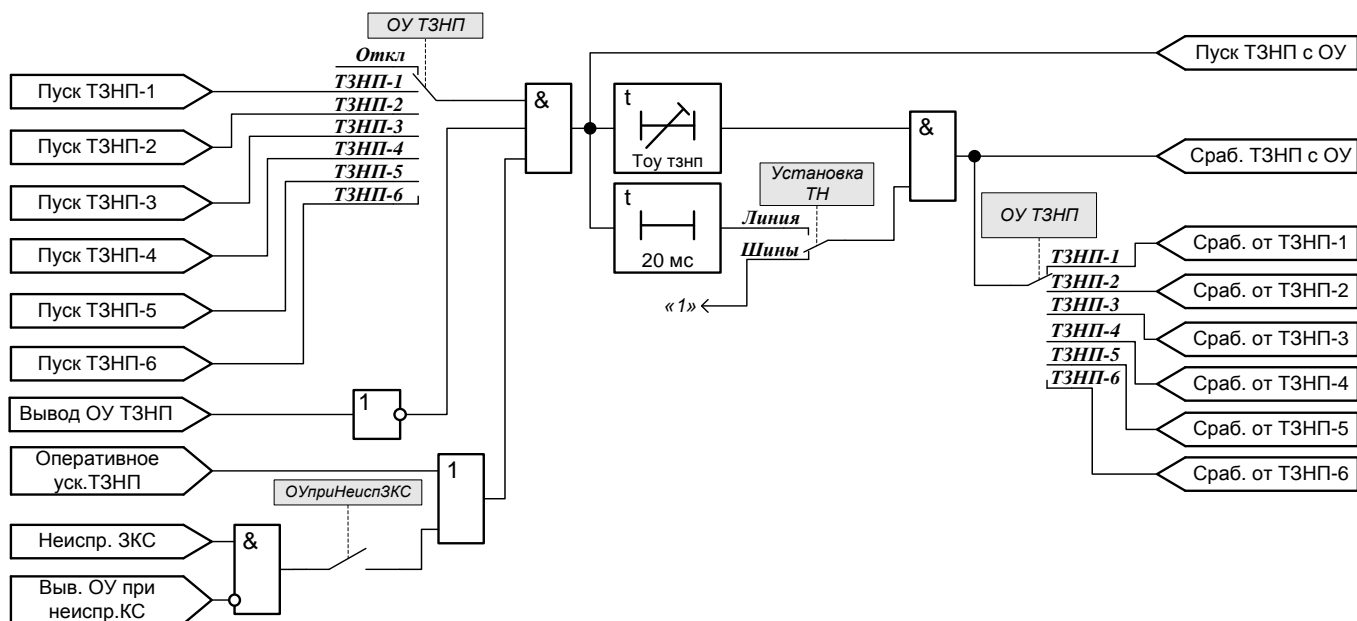 ОУ ТЗНП
Откл
ТЗНП-1
ТЗНП-2
ТЗНП-3
ТЗНП-4
ТЗНП-5
ТЗНП-6
Пуск ТЗНП-1
Пуск ТЗНП-2
Пуск ТЗНП-3
Пуск ТЗНП-4
Пуск ТЗНП-5
Пуск ТЗНП-6
Вывод ОУ ТЗНП
Оперативное
уск.ТЗНП
Неиспр. ЗКС
Выв. ОУ при
неиспр.КС
1
&
ОУприНеиспЗКС
1
&
t
Тоу тзнп
t
20 мс
Установка
ТН
Линия
Шины
«1»
&
ОУ ТЗНП
ТЗНП-1
ТЗНП-2
ТЗНП-3
ТЗНП-4
ТЗНП-5
ТЗНП-6
Пуск ТЗНП с ОУ
Сраб. ТЗНП с ОУ
Сраб. от ТЗНП-1
Сраб. от ТЗНП-2
Сраб. от ТЗНП-3
Сраб. от ТЗНП-4
Сраб. от ТЗНП-5
Сраб. от ТЗНП-6